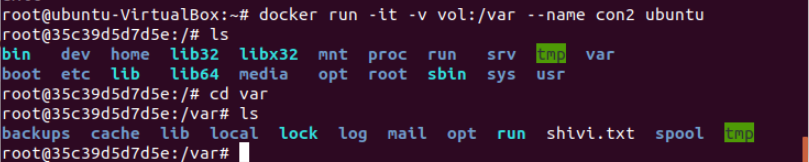 root@ubuntu-VirtualBox:~# docker run -it -v vol:/var --name con2 ubuntu
root@35c39d5d7d5e:/# ls
bin dev home lib32 libx32 mnt proc run srv tmp var
boot etc lib lib64 media opt root sbin sys usr
root@35c39d5d7d5e:/# cd var
root@35c39d5d7d5e:/var# ls
backups cache lib local lock log mail opt run shivi.txt spool tmp
root@35c39d5d7d5e:/var#